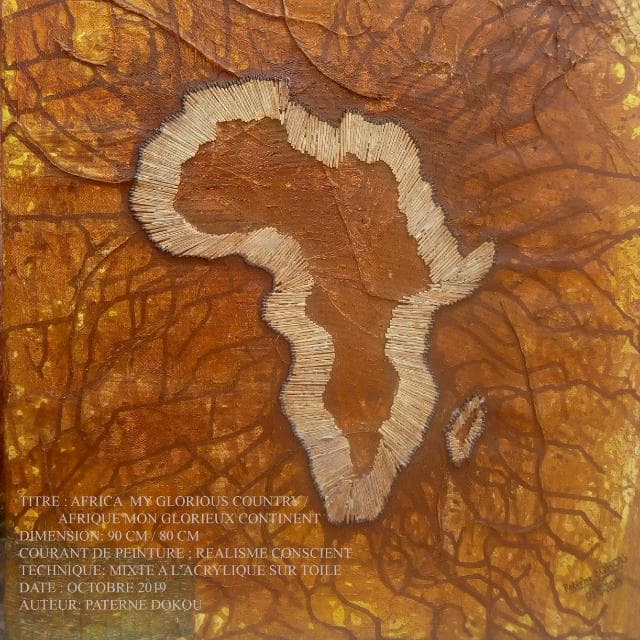 TITRE : AFRICA MY GLORIOUS COUNTRY /
AFRIQUE MON GLORIEUX CONTINENT
DIMENSION: 90 CM / 80 CM
COURANT DE PEINTURE ; REALISME CONSCIENT
TECHNIQUE: MIXTE A L'ACRYLIQUE SUR TOILE
DATE : OCTOBRE 2019
AUTEUR: PATERNE DOKOU